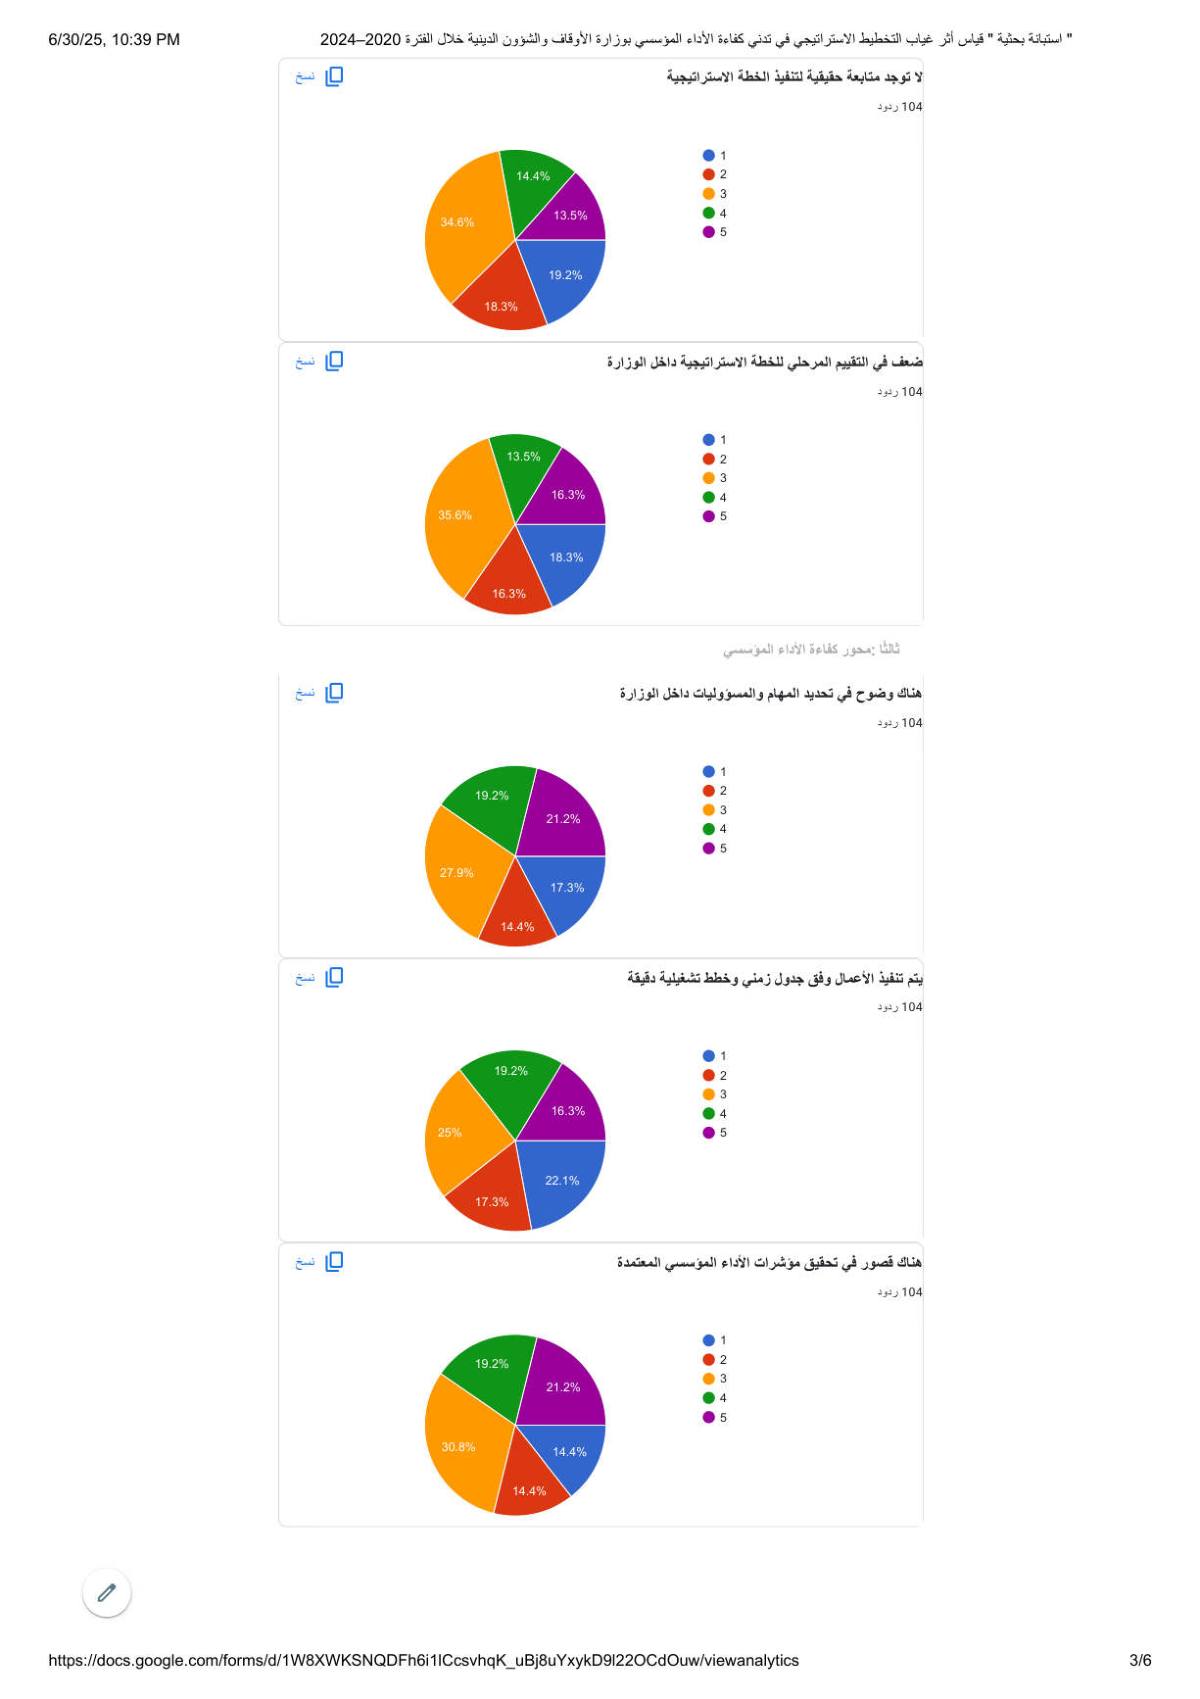 6/30/25, 10:39 PM
" استبانة بحثية " قياس أثر غياب التخطيط الاستراتيجي في تدني كفاءة الأداء المؤسسي بوزارة الأوقاف والشؤون الدينية خلال الفترة 2020–2024
لا توجد متابعة حقيقية لتنفيذ الخطة الاستراتيجية
نسخ
104 ردود
1
2
3
4
5
14.4%
13.5%
34.6%
19.2%
18.3%
ضعف في التقييم المرحلي للخطة الاستراتيجية داخل الوزارة
نسخ
104 ردود
1
2
3
4
5
13.5%
16.3%
35.6%
18.3%
16.3%
ثالثًا :محور كفاءة الأداء المؤسسي
هناك وضوح في تحديد المهام والمسؤوليات داخل الوزارة
نسخ
104 ردود
1
2
3
4
5
19.2%
21.2%
27.9%
17.3%
14.4%
يتم تنفيذ الأعمال وفق جدول زمني وخطط تشغيلية دقيقة
نسخ
104 ردود
1
2
3
4
5
19.2%
16.3%
25%
22.1%
17.3%
هناك قصور في تحقيق مؤشرات الأداء المؤسسي المعتمدة
نسخ
104 ردود
1
2
3
4
5
19.2%
21.2%
30.8%
14.4%
14.4%
https://docs.google.com/forms/d/1W8XWKSNQDFh6i1lCcsvhqK_uBj8uYxykD9l22OCdOuw/viewanalytics
3/6